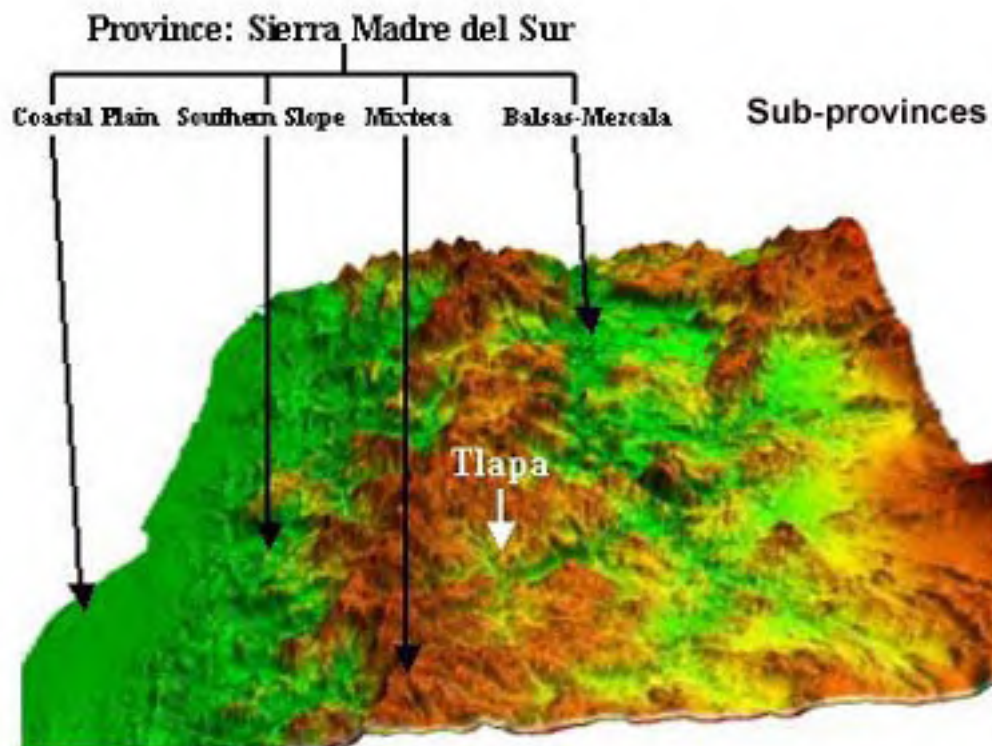 Province: Sierra Madre del Sur
Coastal Plain Southern Slope Mixteca Balsas-Mezcala Sub-provinces
Tlapa